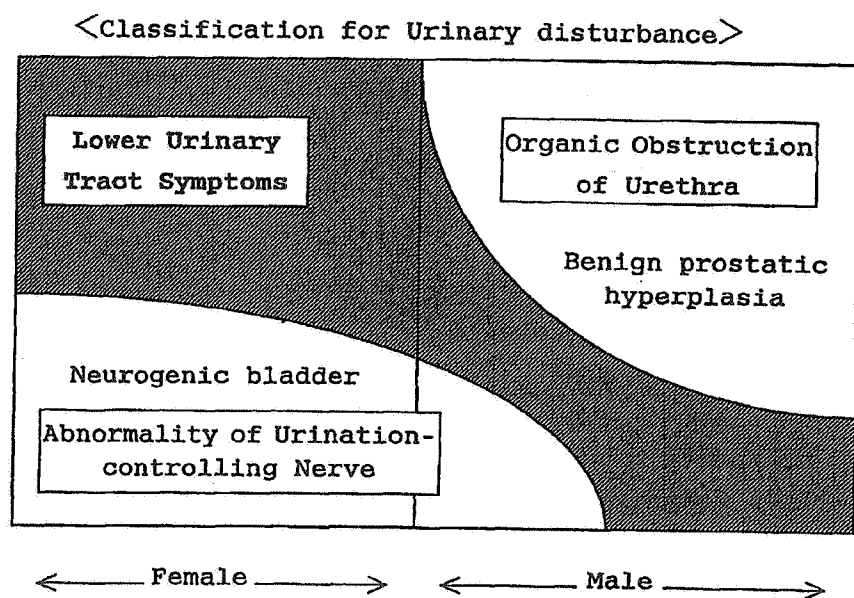 <Classification for Urinary disturbance>
Lower Urinary
Tract Symptoms
Organic Obstruction
of Urethra
Benign prostatic
hyperplasia
Neurogenic bladder
Abnormality of Urination-
controlling Nerve
Female
Male